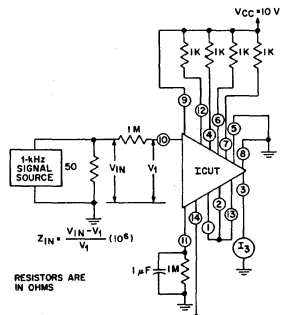 VCC=10 V
1K
1K
1K
1K
9
12
4
6
7
5
8
1M
10
1-kHz
SIGNAL
SOURCE
50
VIN
V1
ICUT
3
14
1
2
13
11
I3
ZIN = VIN-V1 / V1 (10⁶)
1 μF
1M
RESISTORS ARE
IN OHMS